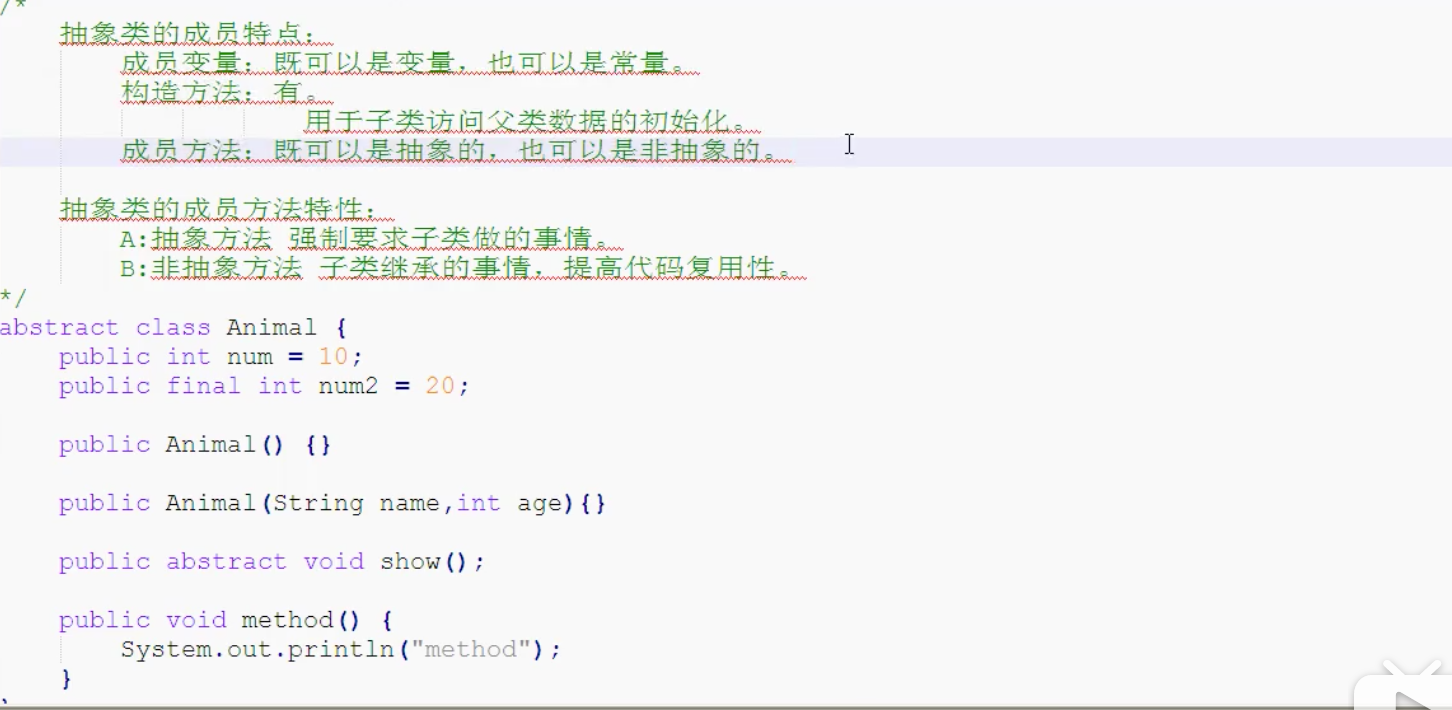 /*
抽象类的成员特点：
成员变量：既可以是变量，也可以是常量。
构造方法：有。
用于子类访问父类数据的初始化。
成员方法：既可以是抽象的，也可以是非抽象的。
抽象类的成员方法特性：
A:抽象方法 强制要求子类做的事情。
B:非抽象方法 子类继承的事情，提高代码复用性。
*/
abstract class Animal {
public int num = 10;
public final int num2 = 20;
public Animal() {}
public Animal(String name,int age){}
public abstract void show();
public void method() {
System.out.println("method");
}